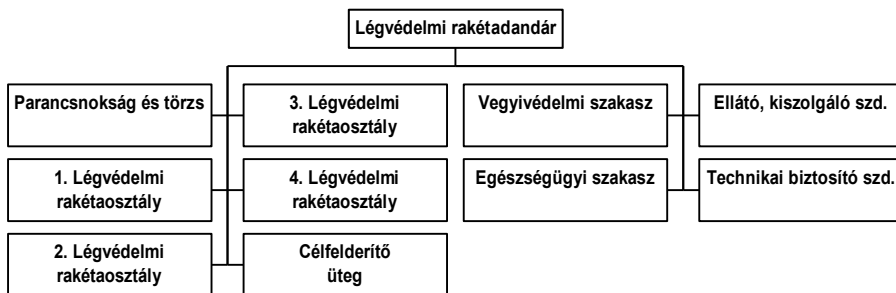 Légvédelmi rakétadandár
Parancsnokság és törzs
3. Légvédelmi
rakétaosztály
Vegyivédelmi szakasz
Ellátó, kiszolgáló szd.
1. Légvédelmi
rakétaosztály
4. Légvédelmi
rakétaosztály
Egészségügyi szakasz
Technikai biztosító szd.
2. Légvédelmi
rakétaosztály
Célfelderítő
üteg